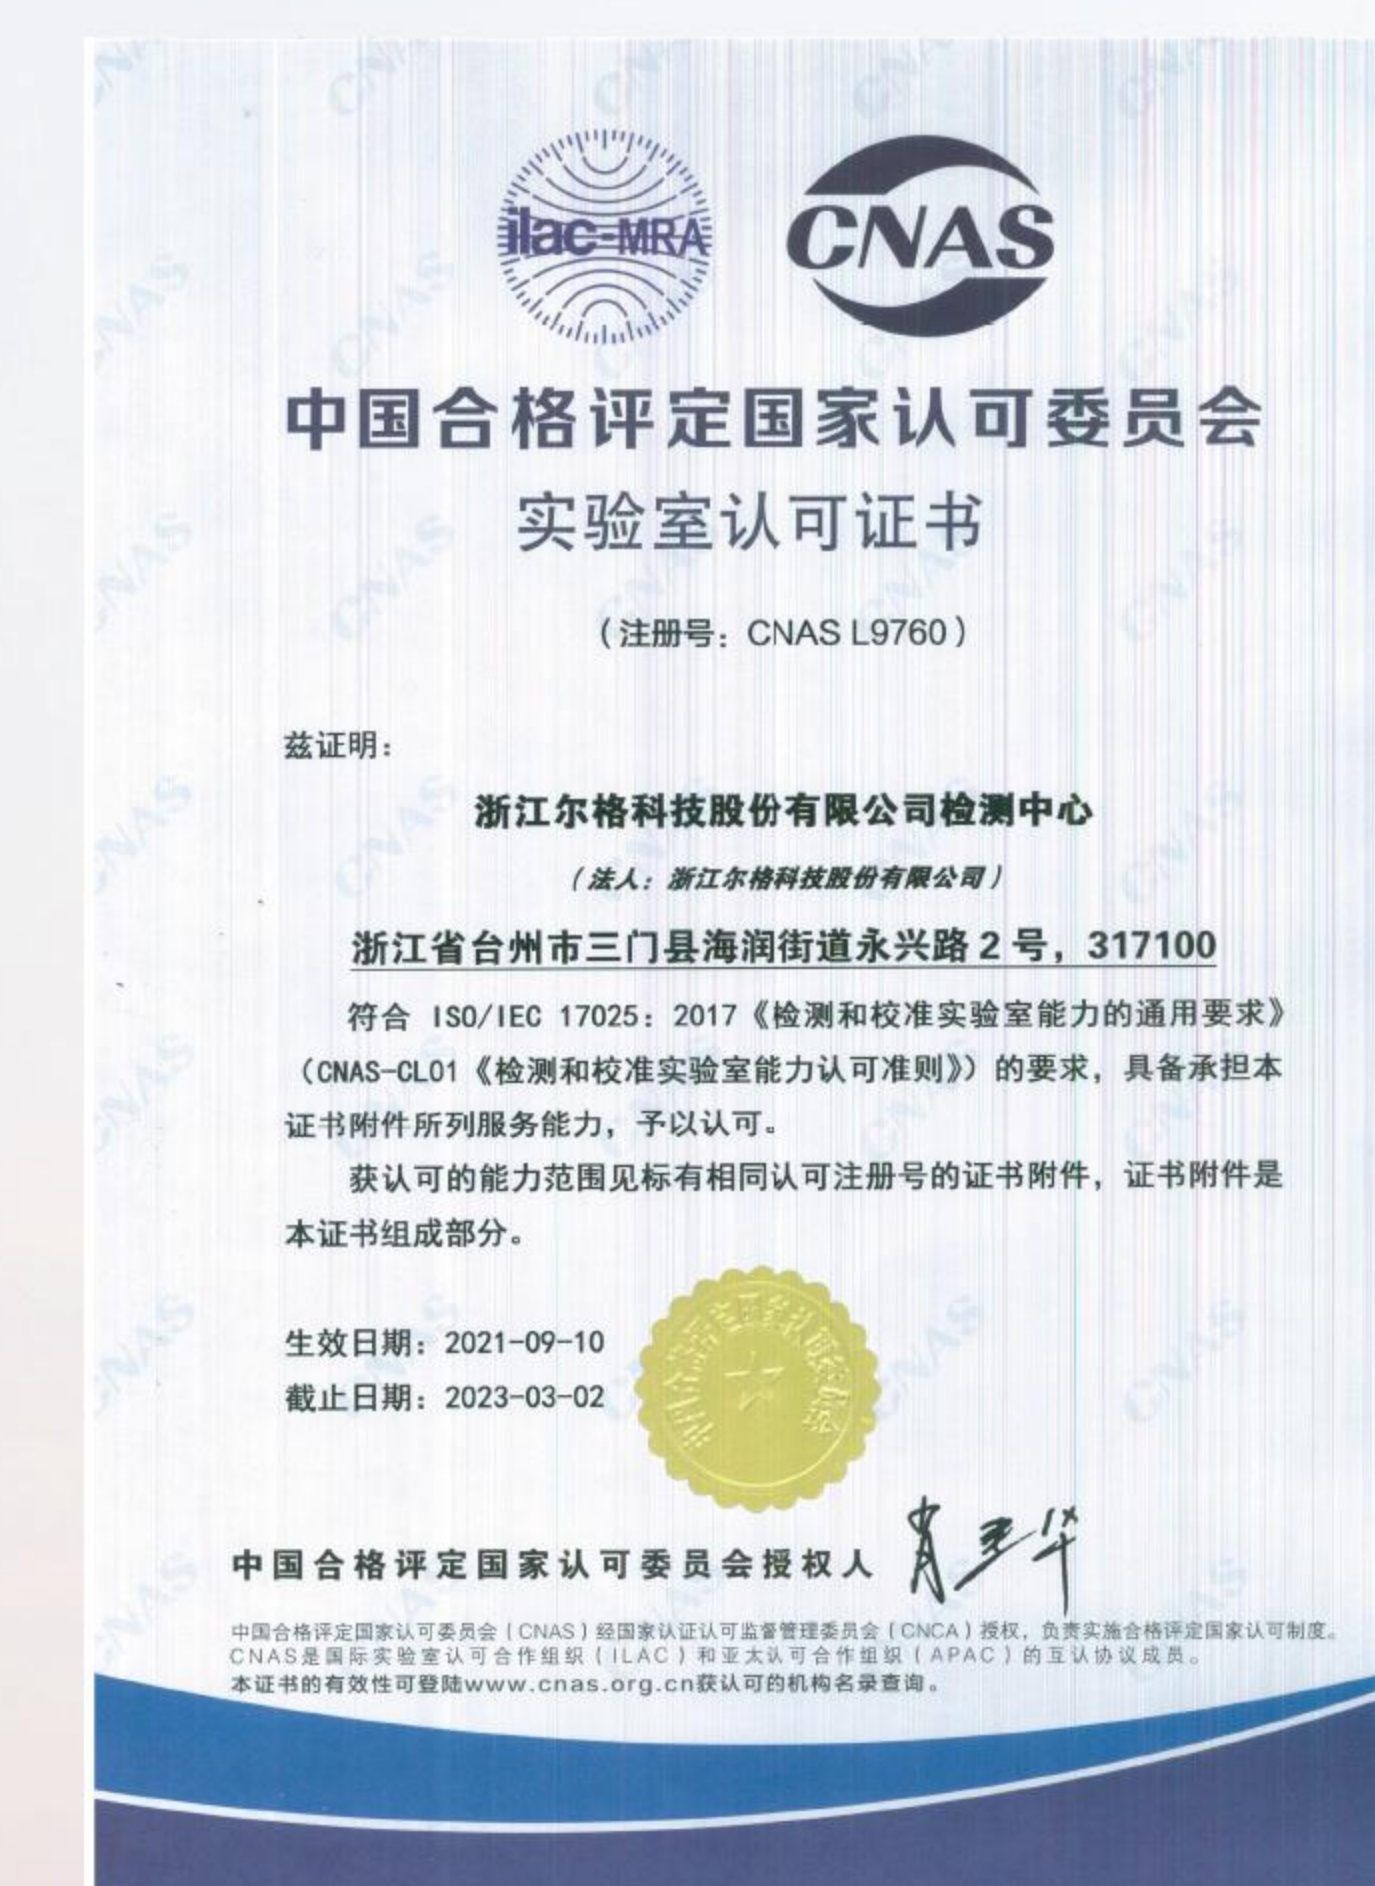 ilac-MRA
CNAS
中国合格评定国家认可委员会
实验室认可证书
（注册号：CNAS L9760）
兹证明：
浙江尔格科技股份有限公司检测中心
（法人：浙江尔格科技股份有限公司）
浙江省台州市三门县海润街道永兴路 2 号，317100
符合 ISO/IEC 17025：2017《检测和校准实验室能力的通用要求》
（CNAS-CL01《检测和校准实验室能力认可准则》）的要求，具备承担本
证书附件所列服务能力，予以认可。
获认可的能力范围见标有相同认可注册号的证书附件，证书附件是
本证书组成部分。
生效日期：2021-09-10
截止日期：2023-03-02
中国合格评定国家认可委员会授权人
中国合格评定国家认可委员会（CNAS）经国家认证认可监督管理委员会（CNCA）授权，负责实施合格评定国家认可制度。
CNAS是国际实验室认可合作组织（ILAC）和亚太认可合作组织（APAC）的互认协议成员。
本证书的有效性可登陆www.cnas.org.cn获认可的机构名录查询。